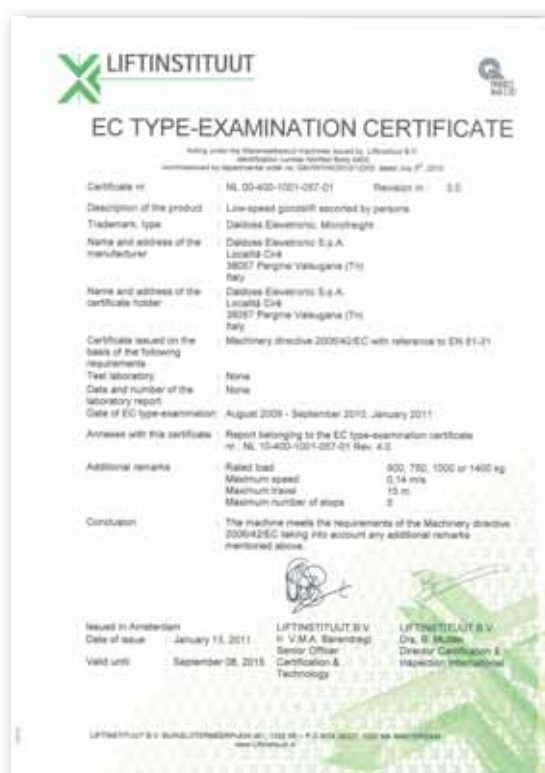 LIFTINSTITUUT
EC TYPE-EXAMINATION CERTIFICATE
Certificate nr. : NL 00-400-1001-057-01 Revision nr. : 3.0
Description of the product : Low-speed goodslift escorted by persons
Trademark, type : Daldoss Elevetronic, Microfreight
Name and address of the manufacturer : Daldoss Elevetronic S.p.A.
Località Cirè
38057 Pergine Valsugana (Tn)
Italy
Name and address of the certificate holder : Daldoss Elevetronic S.p.A.
Località Cirè
38057 Pergine Valsugana (Tn)
Italy
Certificate issued on the basis of the following requirements : Machinery directive 2006/42/EC with reference to EN 81-31
Test laboratory : None
Date and number of the laboratory report : None
Date of EC type-examination: August 2009 - September 2010, January 2011
Annexes with this certificate : Report belonging to the EC type-examination certificate
nr.: NL 10-400-1001-057-01 Rev. 4.0
Additional remarks : Rated load 750, 1000 or 1400 kg
Maximum speed 0,14 m/s
Maximum travel 15 m
Maximum number of stops
Conclusion : The machine meets the requirements of the Machinery directive
2006/42/EC taking into account any additional remarks
mentioned above.
Issued in Amsterdam
Date of issue : January 13, 2011
Valid until : September 08, 2015
LIFTINSTITUUT B.V.
Ir. V.M.A. Barendregt
Senior Officer
Certification &
Technology
LIFTINSTITUUT B.V.
Drs. B. Mulder
Director Certification &
Inspection International
www.liftinstituut.nl